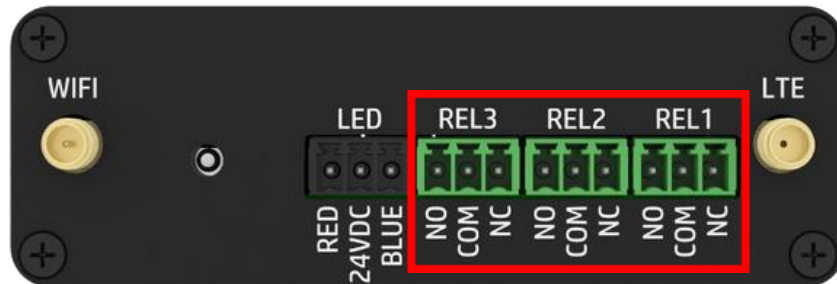 WIFI
LTE
LED
REL3
REL2
REL1
RED
24VDC
BLUE
NO
COM
NC
NO
COM
NC
NO
COM
NC